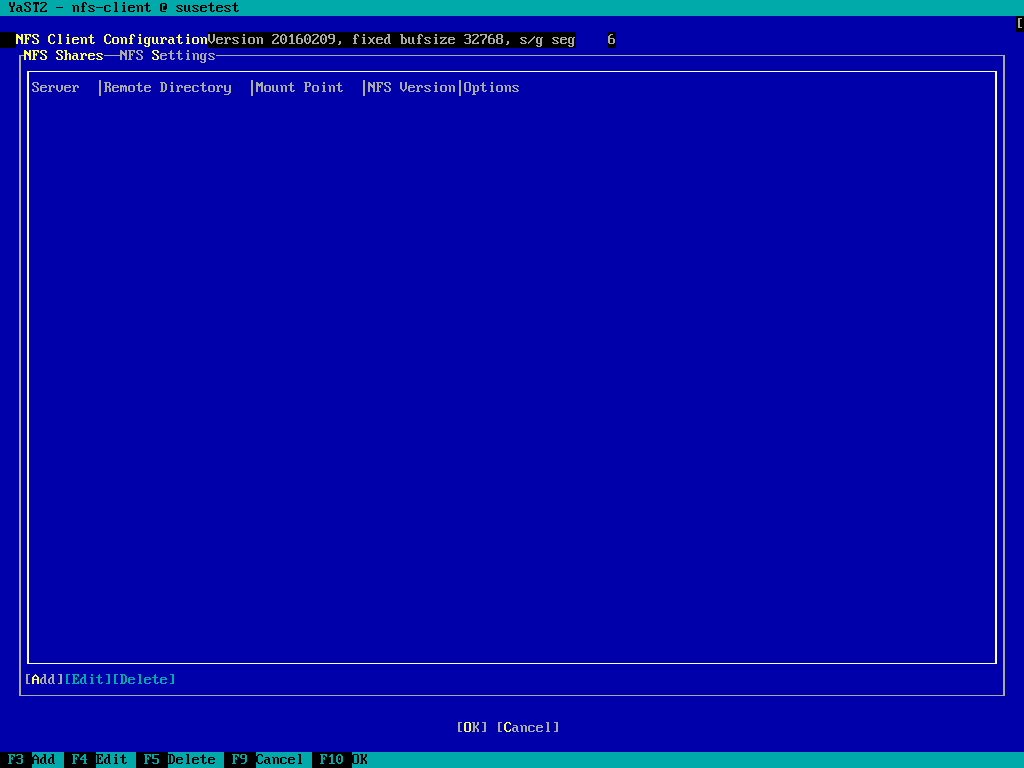 YaST2 - nfs-client @ susetest
[
NFS Client ConfigurationVersion 20160209, fixed bufsize 32768, s/g seg    6
NFS Shares──NFS Settings
Server  |Remote Directory  |Mount Point  |NFS Version|Options
[Add][Edit][Delete]
[OK] [Cancel]
F3 Add  F4 Edit  F5 Delete  F9 Cancel  F10 OK